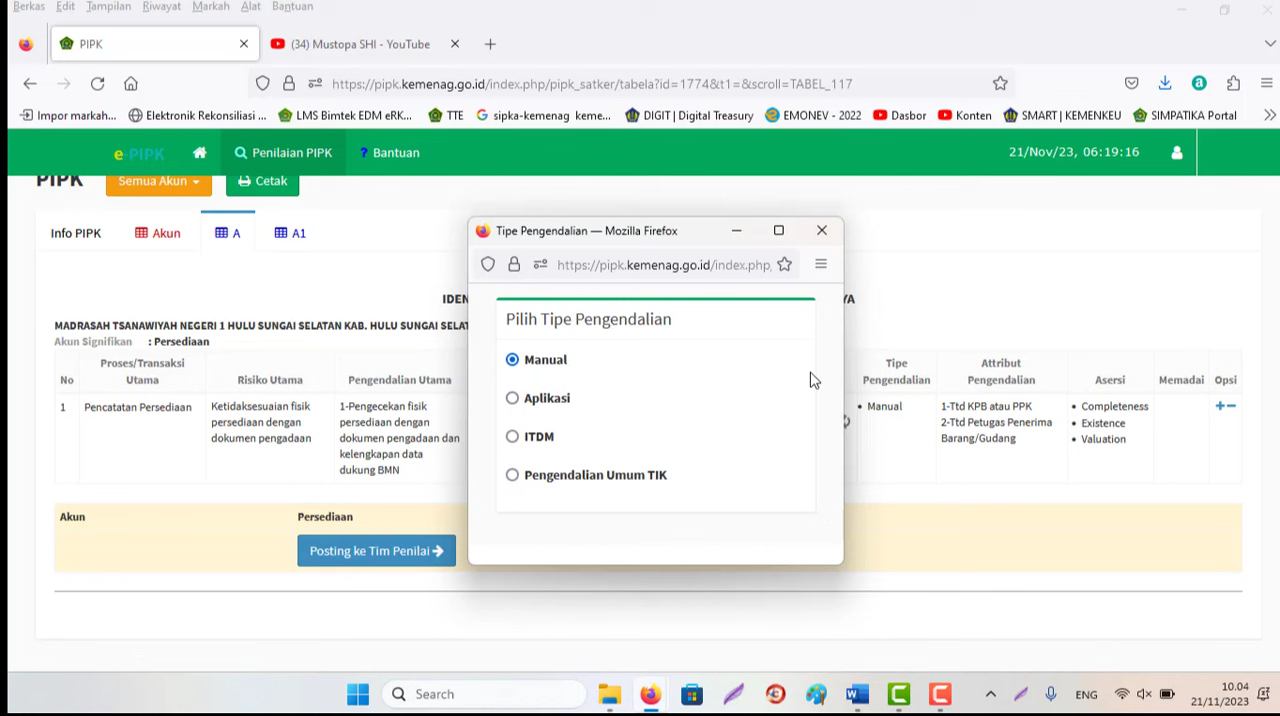 Berkas Edit Tampilan Riwayat Markah Alat Bantuan
PIPK
(34) Mustopa SHI - YouTube
https://pipk.kemenag.go.id/index.php/pipk_satker/tabela?id=1774&t1=&scroll=TABEL_117
Impor markah...
Elektronik Rekonsiliasi ...
LMS Bimtek EDM eRK...
TTE
sipka-kemenag keme...
DIGIT | Digital Treasury
EMONEV - 2022
Dasbor
Konten
SMART | KEMENKEU
SIMPATIKA Portal
e-PIPK
Penilaian PIPK
? Bantuan
21/Nov/23, 06:19:16
PIPK
Semua Akun
Cetak
Info PIPK
Akun
A
A1
IDEN
YA
MADRASAH TSANAWIYAH NEGERI 1 HULU SUNGAI SELATAN KAB. HULU SUNGAI SELA
Akun Signifikan : Persediaan
No
Proses/Transaksi
Utama
Risiko Utama
Pengendalian Utama
Tipe
Pengendalian
Attribut
Pengendalian
Asersi
Memadai
Opsi
1
Pencatatan Persediaan
Ketidaksesuaian fisik
persediaan dengan
dokumen pengadaan
1-Pengecekan fisik
persediaan dengan
dokumen pengadaan dan
kelengkapan data
dukung BMN
• Manual
1-Ttd KPB atau PPK
2-Ttd Petugas Penerima
Barang/Gudang
• Completeness
• Existence
• Valuation
Akun
Persediaan
Posting ke Tim Penilai
Tipe Pengendalian — Mozilla Firefox
https://pipk.kemenag.go.id/index.php,
Pilih Tipe Pengendalian
Manual
Aplikasi
ITDM
Pengendalian Umum TIK
Search
ENG
10.04
21/11/2023